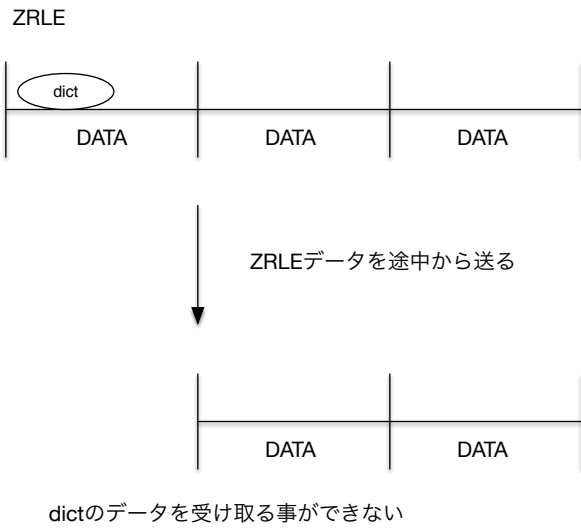 ZRLE
dict
DATA DATA DATA
ZRLEデータを途中から送る
DATA DATA
dictのデータを受け取る事ができない